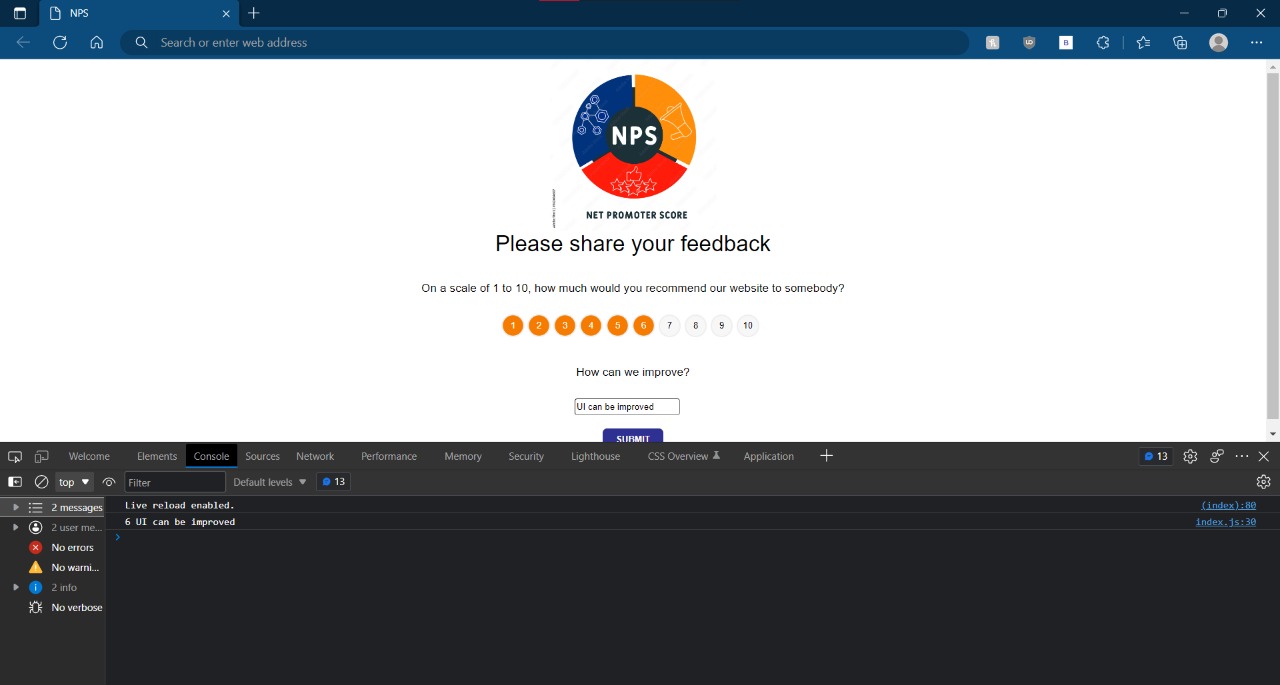 NPS
Search or enter web address
NPS
NET PROMOTER SCORE
Please share your feedback
On a scale of 1 to 10, how much would you recommend our website to somebody?
1 2 3 4 5 6 7 8 9 10
How can we improve?
UI can be improved
SUBMIT
Welcome Elements Console Sources Network Performance Memory Security Lighthouse CSS Overview Application 13
top Filter Default levels 13
2 messages
Live reload enabled. (index):80
2 user me...
6 UI can be improved index.js:30
No errors
No warni...
2 info
No verbose